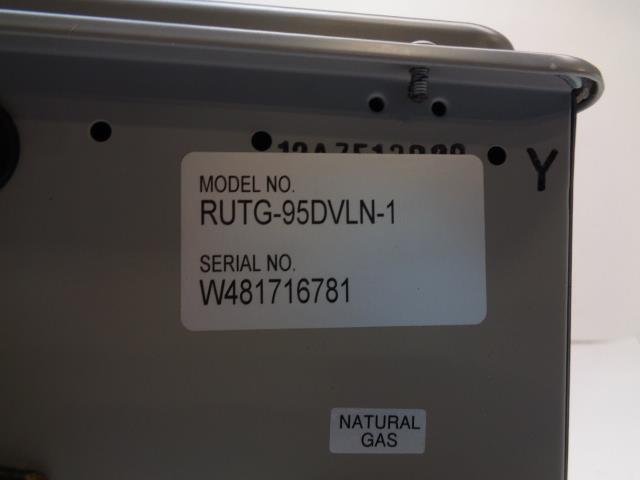 Y
MODEL NO.
RUTG-95DVLN-1
SERIAL NO.
W481716781
NATURAL
GAS